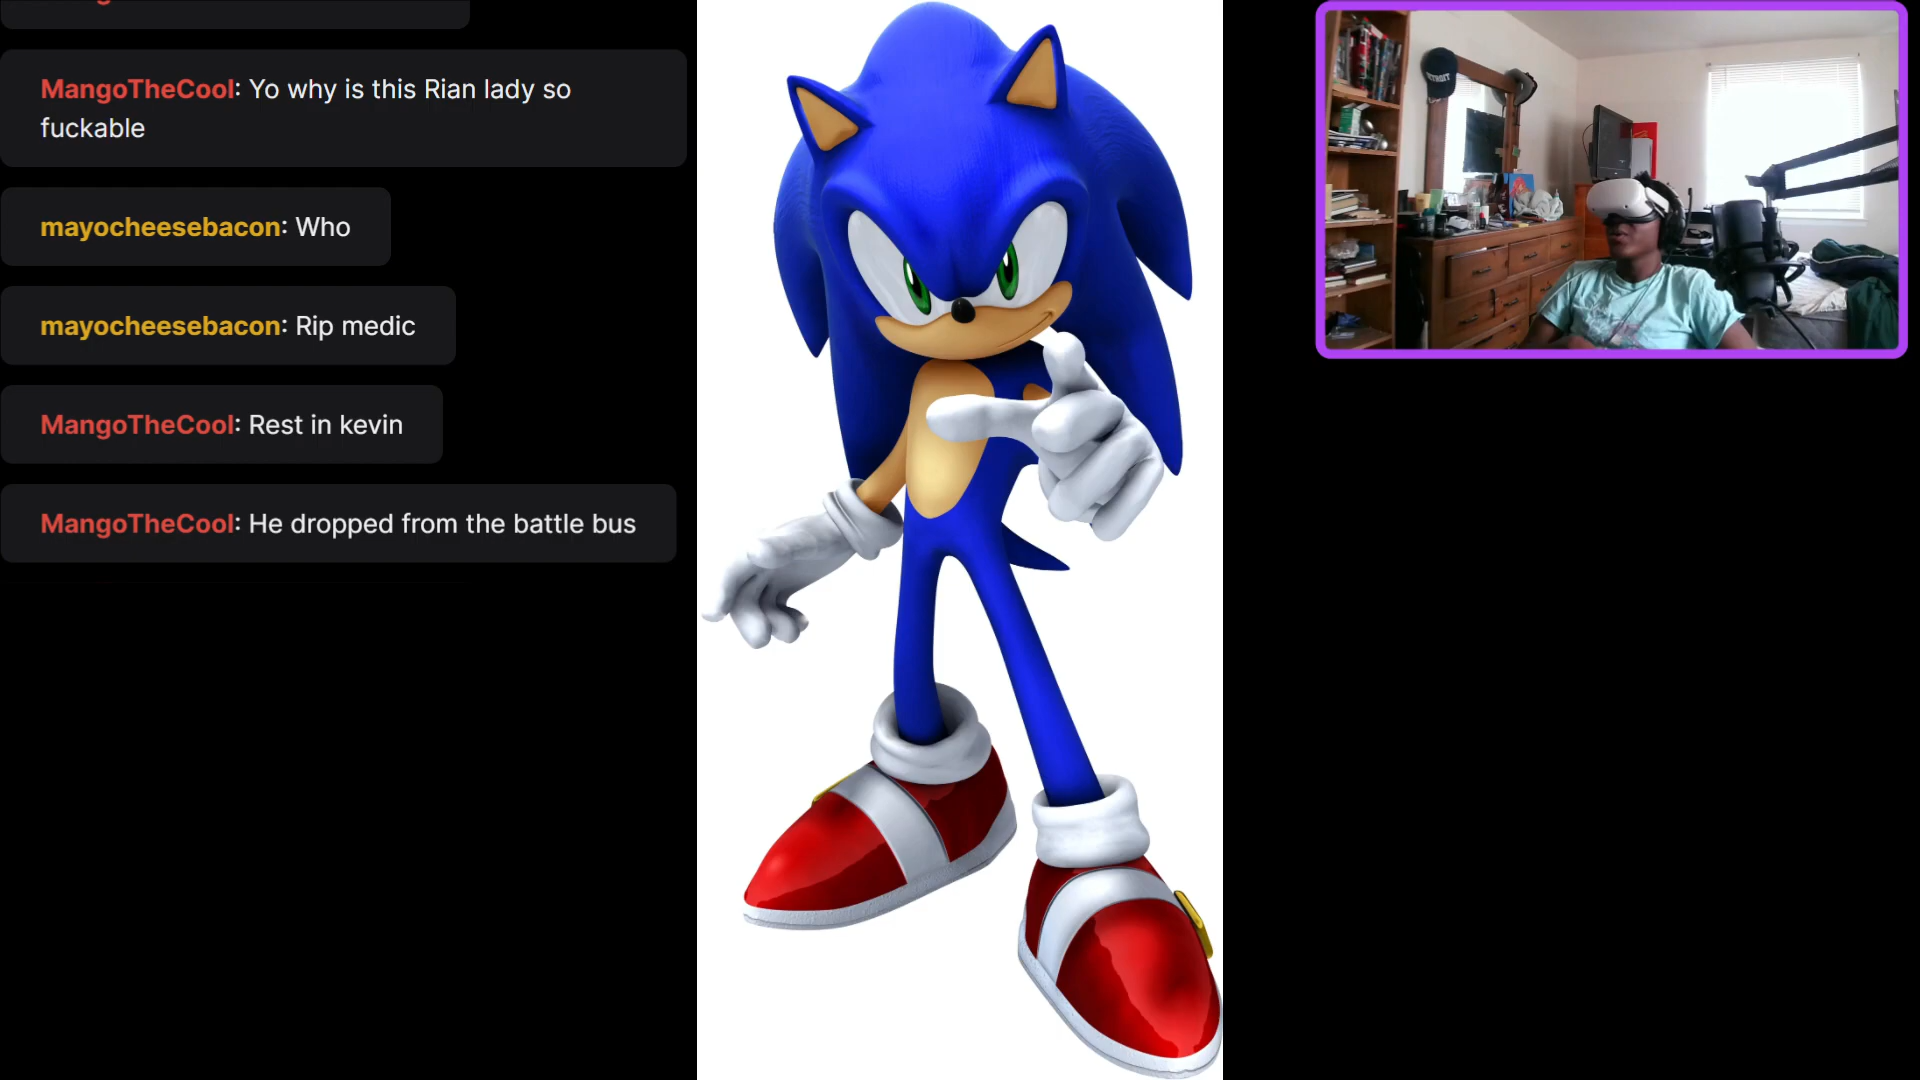 MangoTheCool: Yo why is this Rian lady so
fuckable
mayocheesebacon: Who
mayocheesebacon: Rip medic
MangoTheCool: Rest in kevin
MangoTheCool: He dropped from the battle bus
DETROIT